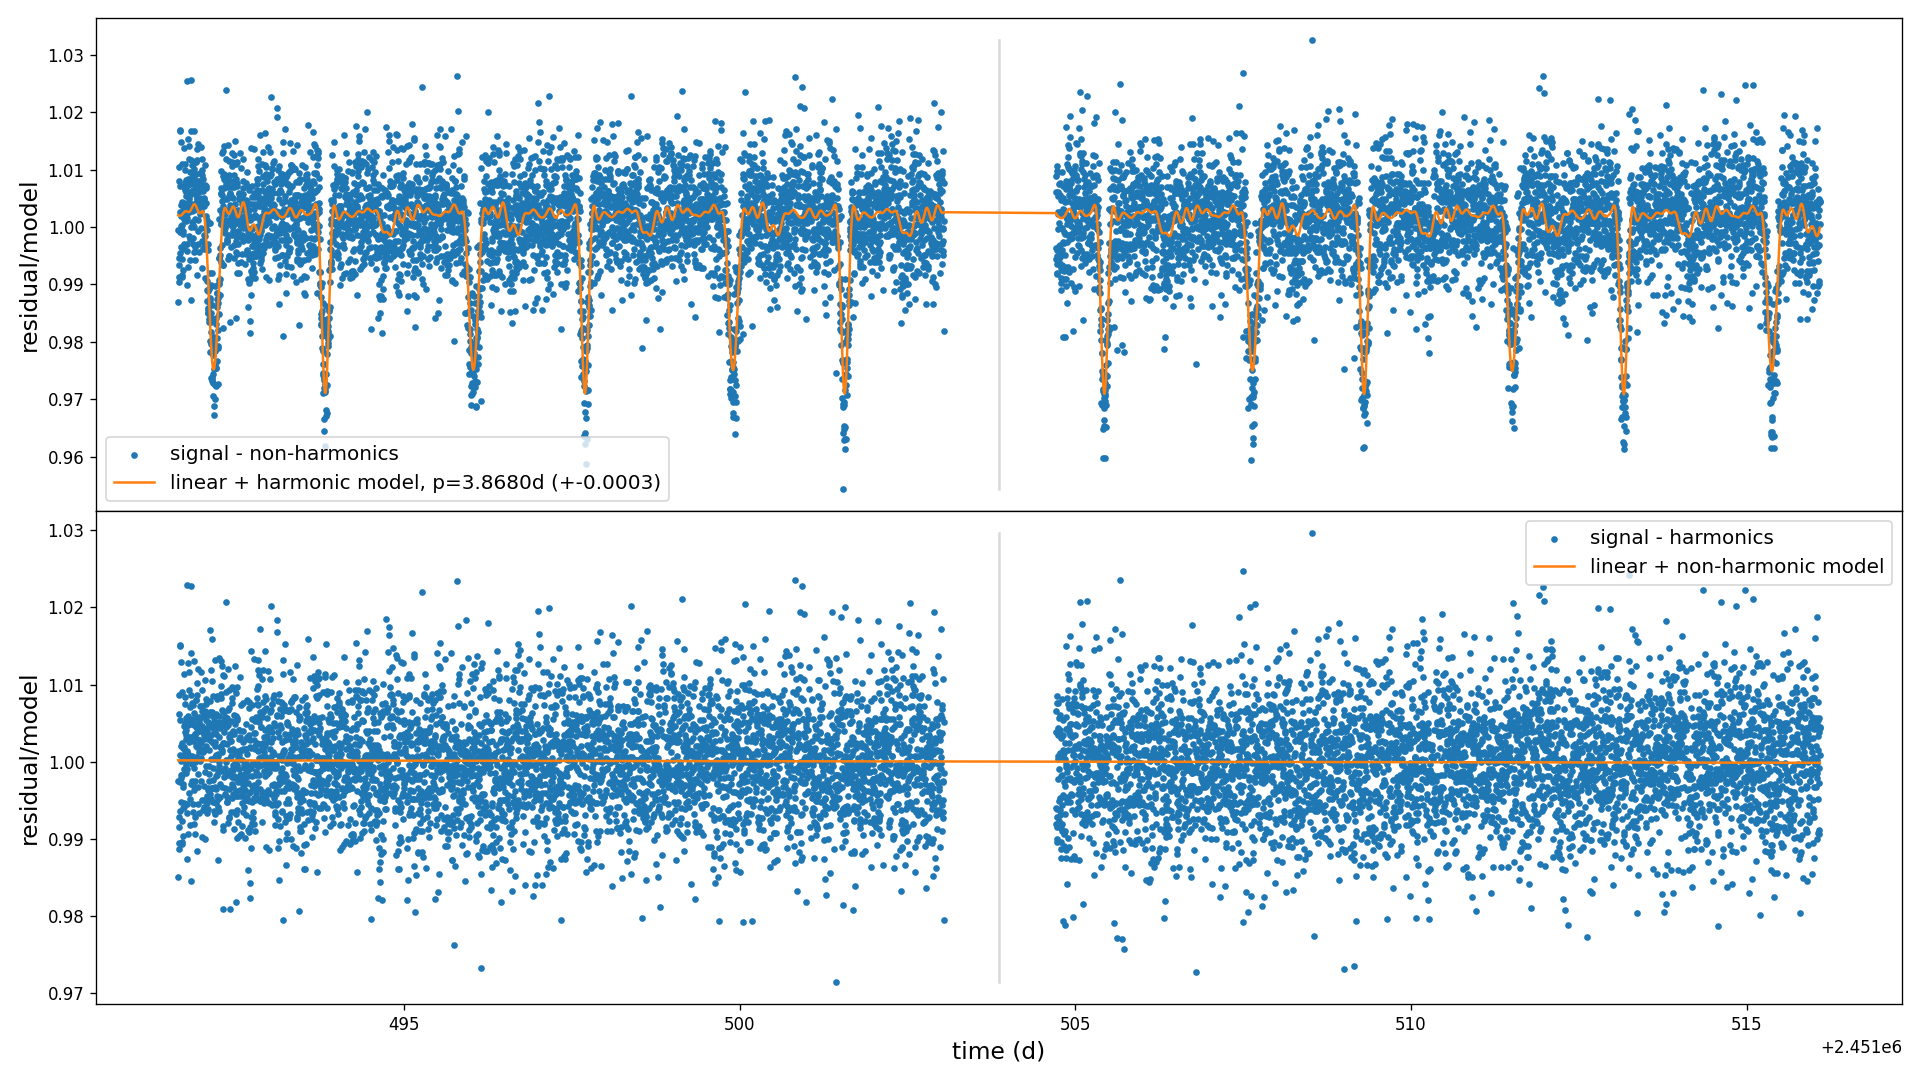 1.03
1.02
1.01
1.00
0.99
0.98
0.97
0.96
residual/model
signal - non-harmonics
linear + harmonic model, p=3.8680d (+-0.0003)
1.03
1.02
1.01
1.00
0.99
0.98
0.97
residual/model
signal - harmonics
linear + non-harmonic model
495
500
505
510
515
time (d)
+2.451e6